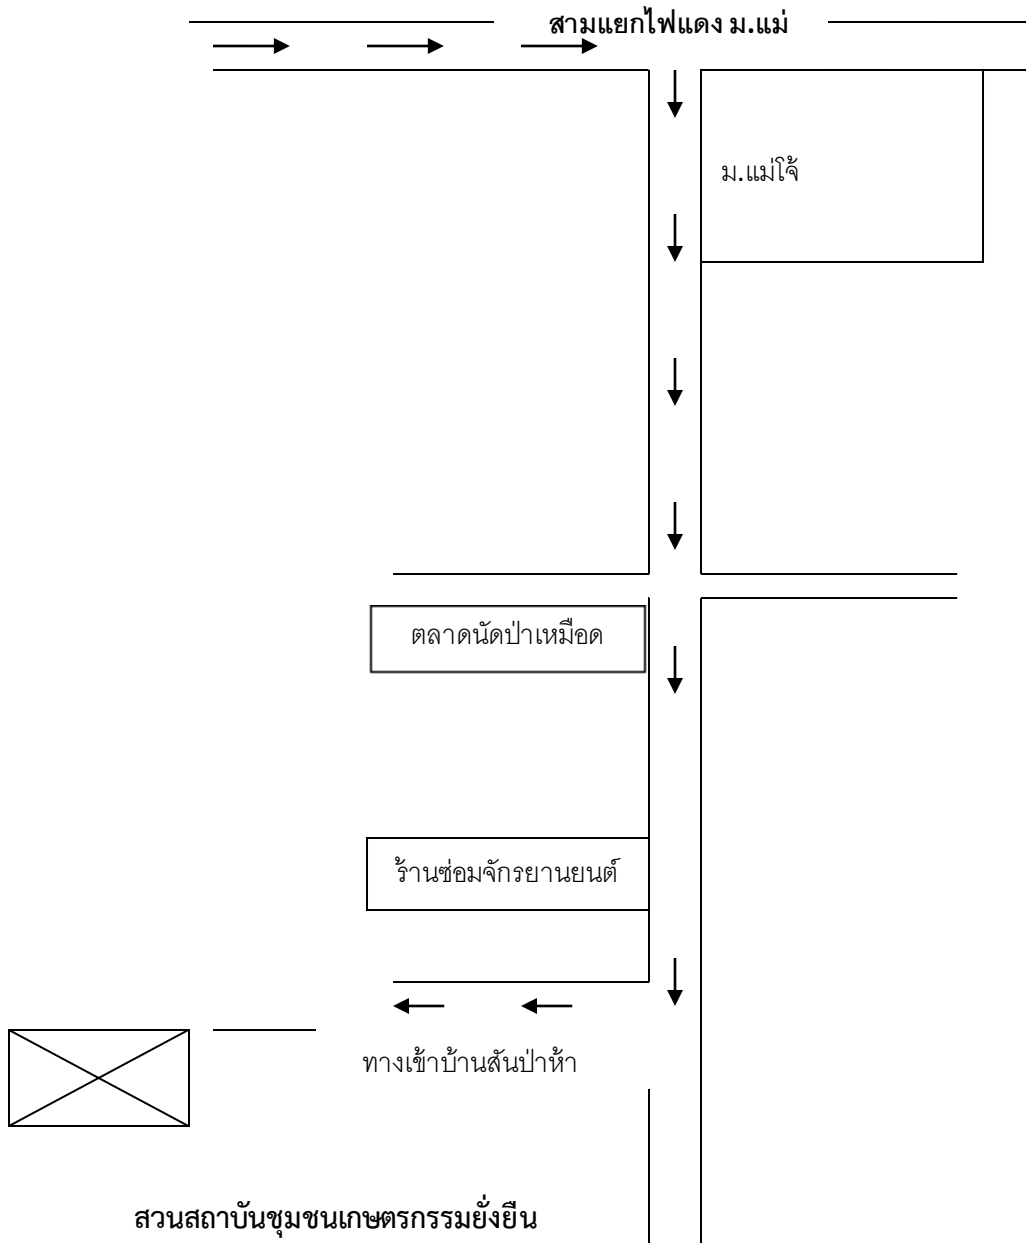 สามแยกไฟแดง ม.แม่
ม.แม่โจ้
ตลาดนัดป่าเหมือด
ร้านซ่อมจักรยานยนต์
ทางเข้าบ้านสันป่าห้า
สวนสถาบันชุมชนเกษตรกรรมยั่งยืน